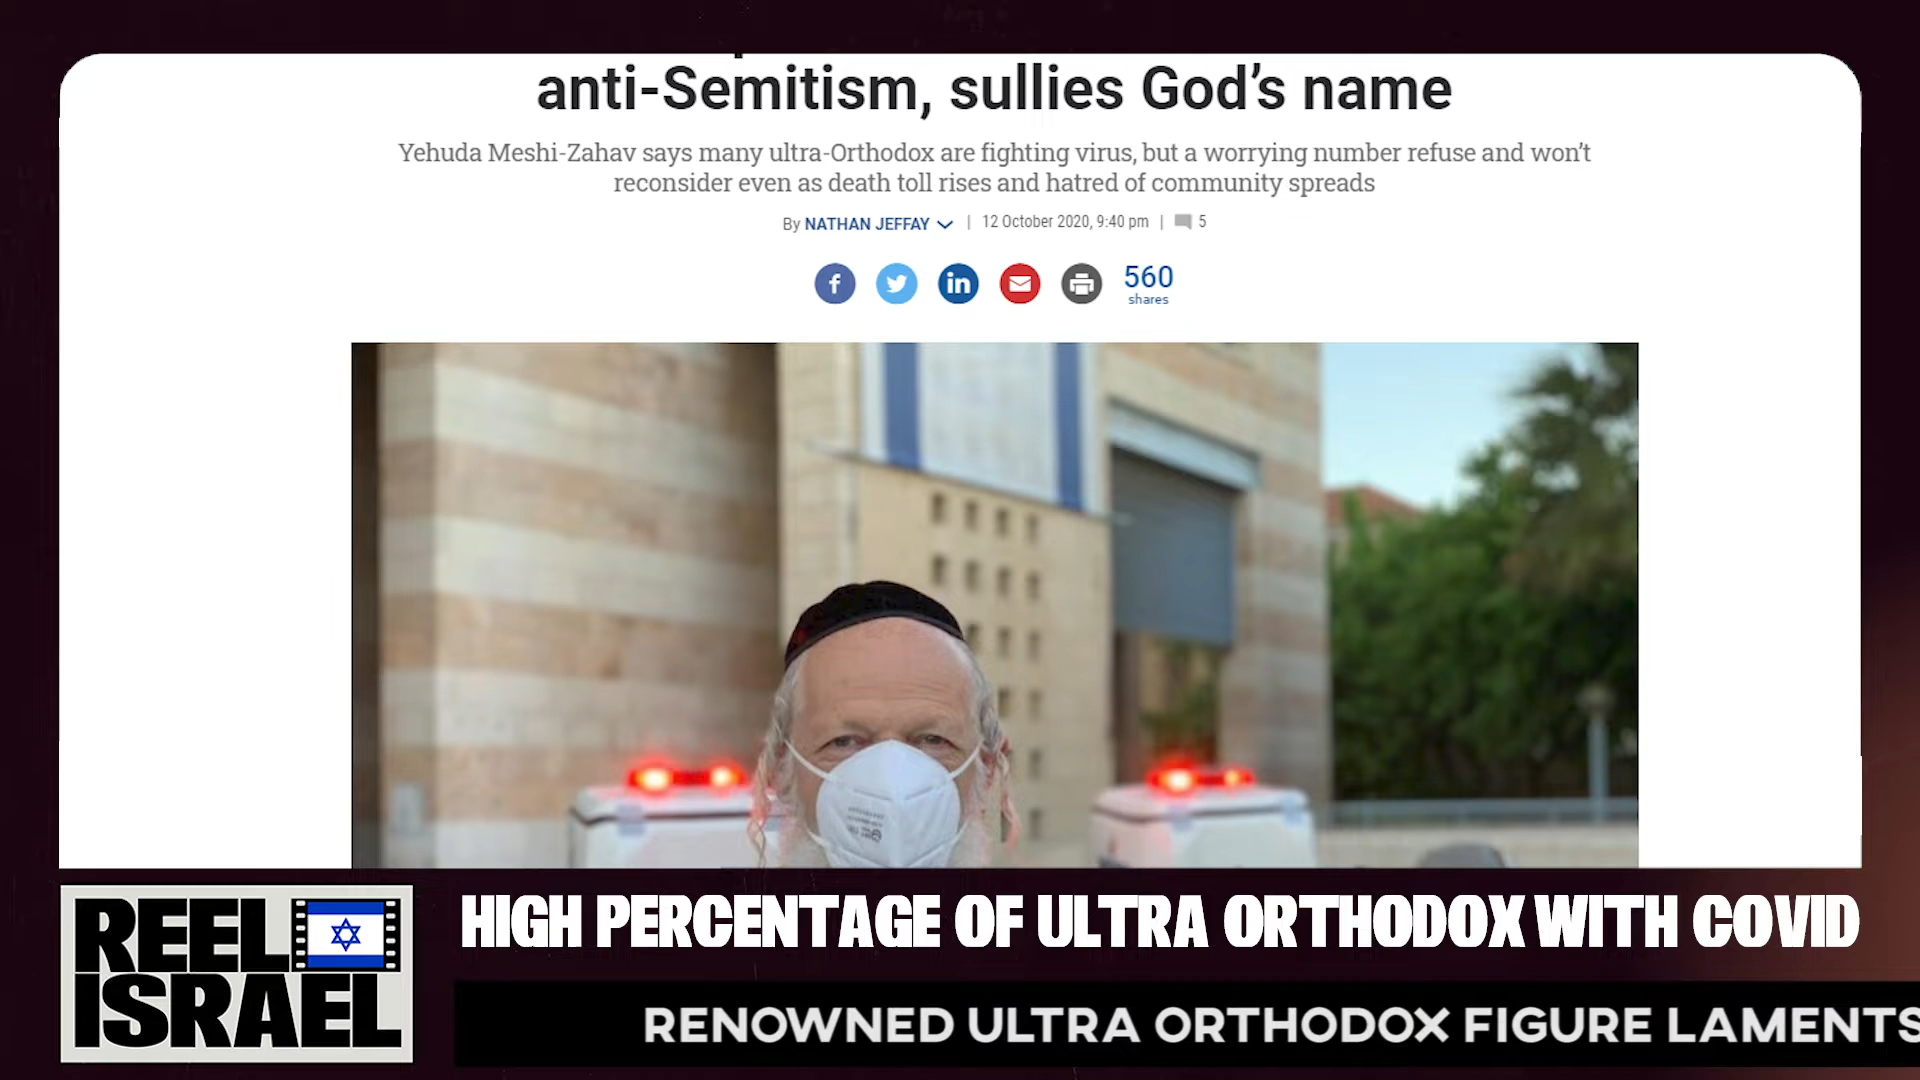 anti-Semitism, sullies God's name
Yehuda Meshi-Zahav says many ultra-Orthodox are fighting virus, but a worrying number refuse and won't
reconsider even as death toll rises and hatred of community spreads
By NATHAN JEFFAY | 12 October 2020, 9:40 pm | 5
560
shares
REEL
ISRAEL
HIGH PERCENTAGE OF ULTRA ORTHODOX WITH COVID
RENOWNED ULTRA ORTHODOX FIGURE LAMENTS